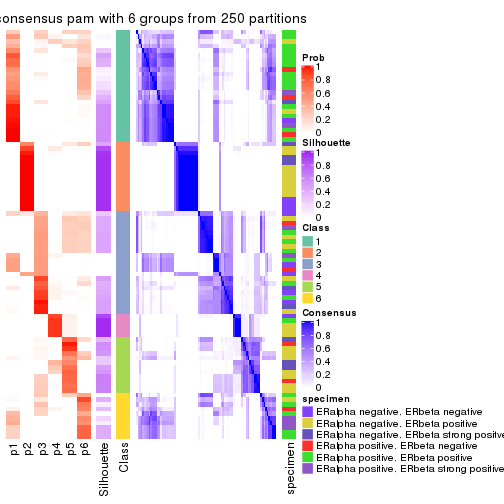 consensus pam with 6 groups from 250 partitions
Prob
1
0.8
0.6
0.4
0.2
0
Silhouette
1
0.8
0.6
0.4
0.2
0
Class
1
2
3
4
5
6
Consensus
1
0.8
0.6
0.4
0.2
0
specimen
ERalpha negative. ERbeta negative
ERalpha negative. ERbeta positive
ERalpha negative. ERbeta strong positive
ERalpha positive. ERbeta negative
ERalpha positive. ERbeta positive
ERalpha positive. ERbeta strong positive
p1
p2
p3
p4
p5
p6
Silhouette
Class
specimen